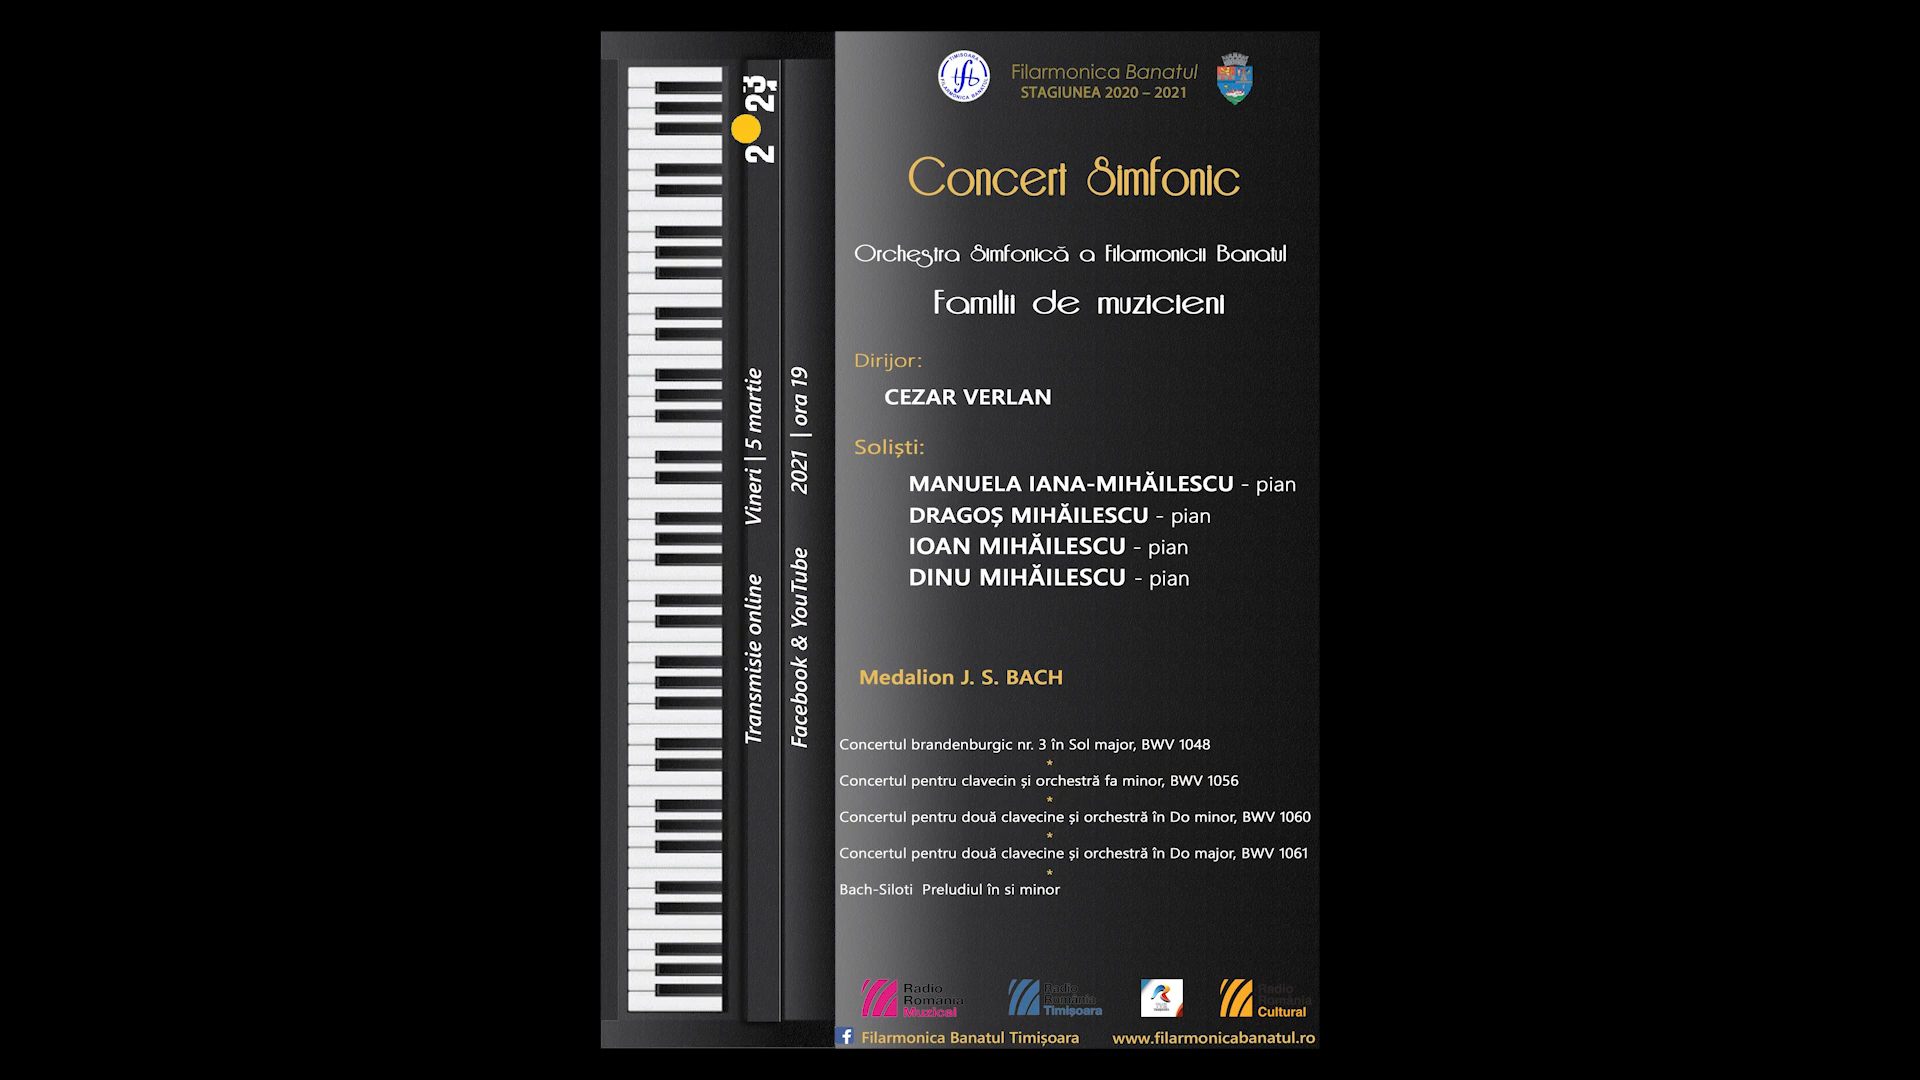 TIMIȘOARA
FILARMONICA BANATUL
Filarmonica Banatul
STAGIUNEA 2020 – 2021
Concert Simfonic
Orchestra Simfonică a Filarmonicii Banatul
Familii de muzicieni
Dirijor:
CEZAR VERLAN
Soliști:
MANUELA IANA-MIHĂILESCU - pian
DRAGOȘ MIHĂILESCU - pian
IOAN MIHĂILESCU - pian
DINU MIHĂILESCU - pian
Medalion J. S. BACH
Concertul brandenburgic nr. 3 în Sol major, BWV 1048
*
Concertul pentru clavecin și orchestră fa minor, BWV 1056
*
Concertul pentru două clavecine și orchestră în Do minor, BWV 1060
*
Concertul pentru două clavecine și orchestră în Do major, BWV 1061
*
Bach-Siloti Preludiul în si minor
Transmisie online Vineri | 5 martie
Facebook & YouTube 2021 | ora 19
Radio
România
Muzical
Radio
România
Timișoara
Radio
România
Cultural
Filarmonica Banatul Timișoara www.filarmonicabanatul.ro